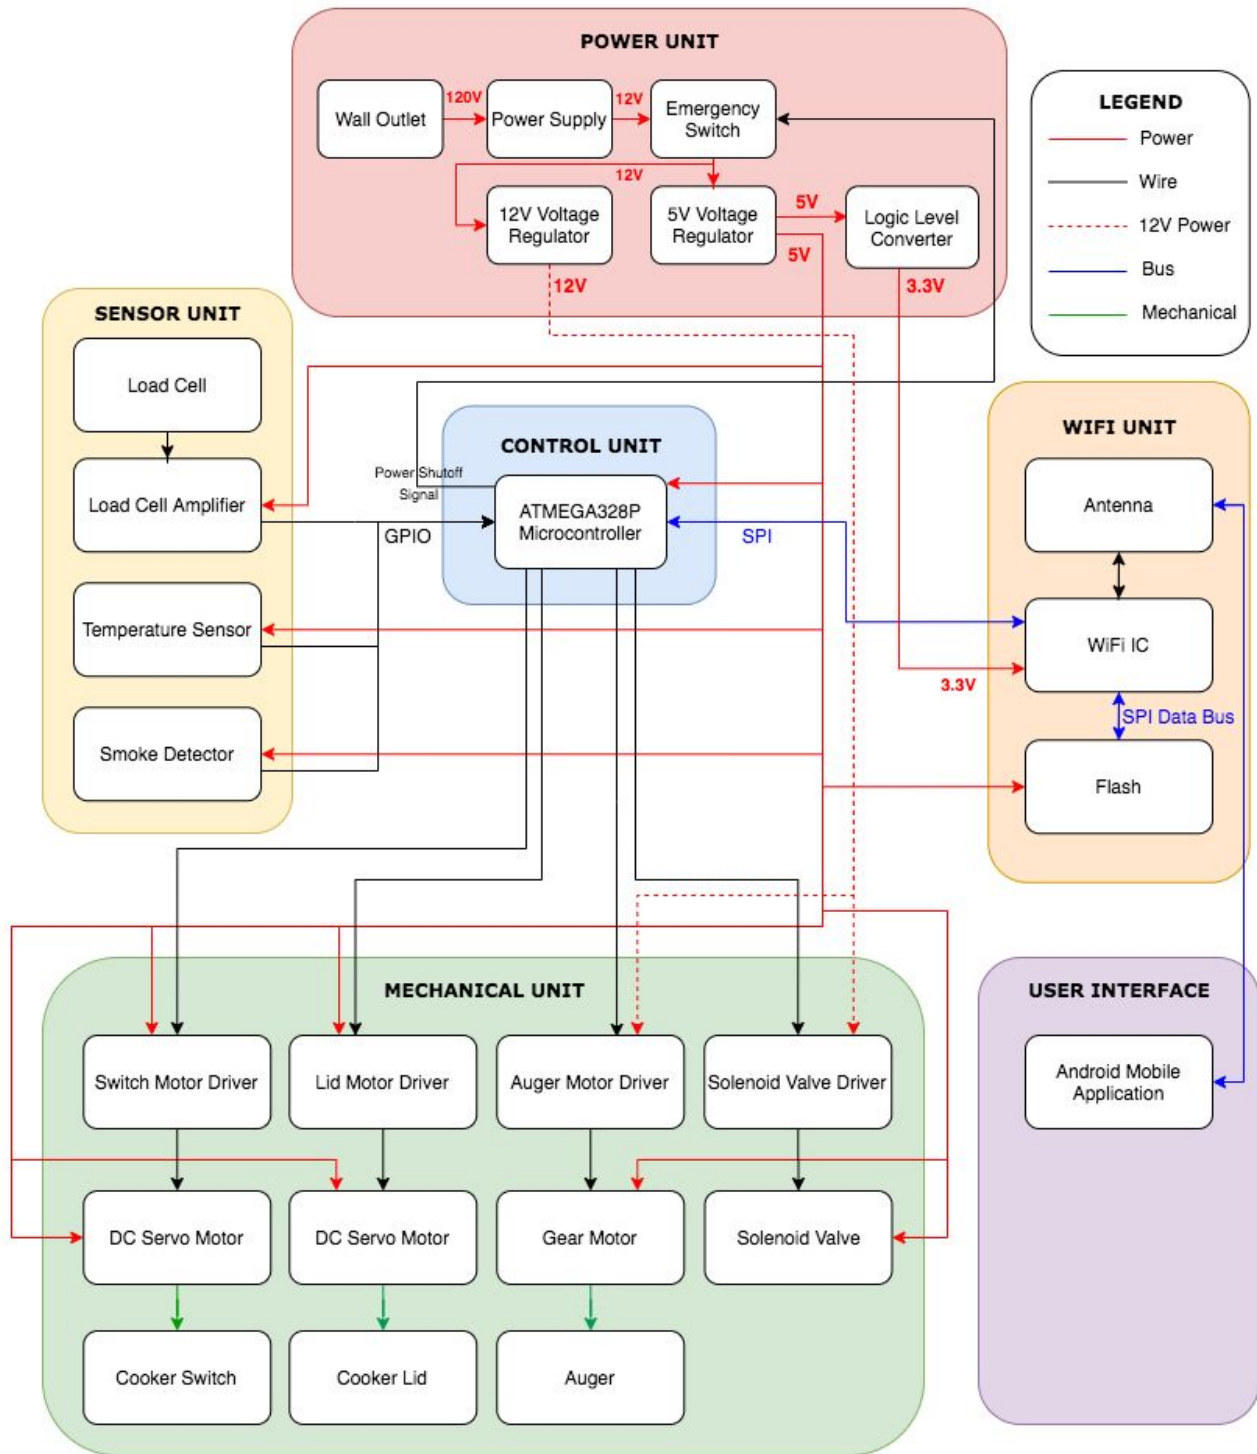 POWER UNIT
Wall Outlet
120V
Power Supply
12V
Emergency
Switch
12V
12V Voltage
Regulator
12V
5V Voltage
Regulator
5V
5V
Logic Level
Converter
3.3V
LEGEND
Power
Wire
12V Power
Bus
Mechanical
SENSOR UNIT
Load Cell
Load Cell Amplifier
Temperature Sensor
Smoke Detector
Power Shutoff
Signal
GPIO
CONTROL UNIT
ATMEGA328P
Microcontroller
SPI
3.3V
WIFI UNIT
Antenna
WiFi IC
SPI Data Bus
Flash
MECHANICAL UNIT
Switch Motor Driver
Lid Motor Driver
Auger Motor Driver
Solenoid Valve Driver
DC Servo Motor
DC Servo Motor
Gear Motor
Solenoid Valve
Cooker Switch
Cooker Lid
Auger
USER INTERFACE
Android Mobile
Application